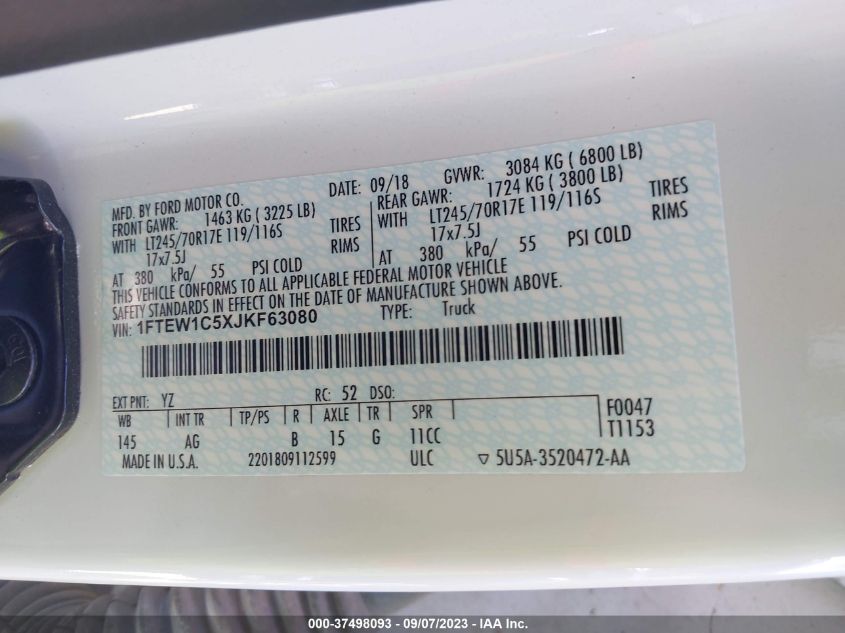 MFD. BY FORD MOTOR CO. DATE: 09/18 GVWR: 3084 KG ( 6800 LB)
FRONT GAWR: 1463 KG ( 3225 LB) REAR GAWR: 1724 KG ( 3800 LB)
WITH LT245/70R17E 119/116S TIRES WITH LT245/70R17E 119/116S TIRES
17x7.5J RIMS 17x7.5J RIMS
AT 380 kPa/ 55 PSI COLD AT 380 kPa/ 55 PSI COLD
THIS VEHICLE CONFORMS TO ALL APPLICABLE FEDERAL MOTOR VEHICLE
SAFETY STANDARDS IN EFFECT ON THE DATE OF MANUFACTURE SHOWN ABOVE.
VIN: 1FTEW1C5XJKF63080 TYPE: Truck
EXT PNT: YZ RC: 52 DSO:
WB INT TR TP/PS R AXLE TR SPR F0047
145 AG B 15 G 11CC T1153
MADE IN U.S.A. 2201809112599 ULC ▽ 5U5A-3520472-AA
000-37498093 - 09/07/2023 - IAA Inc.